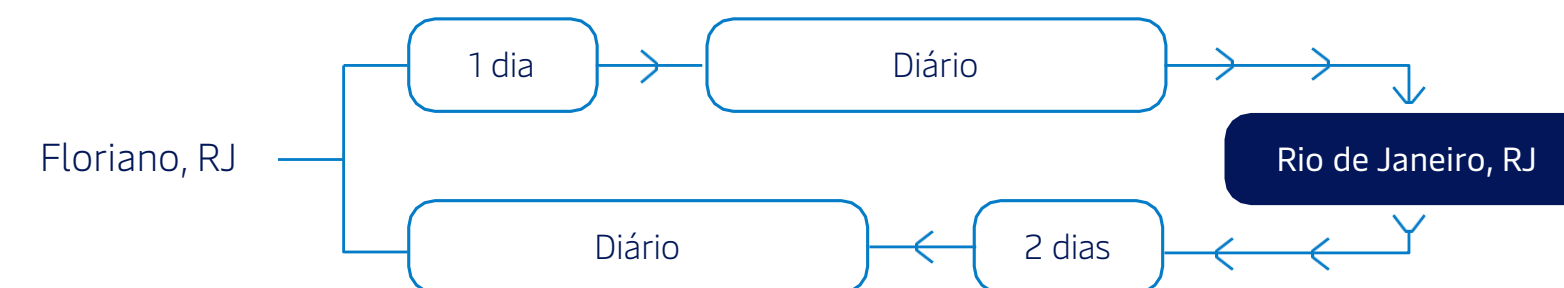 1 dia
Diário
Floriano, RJ
Rio de Janeiro, RJ
Diário
2 dias